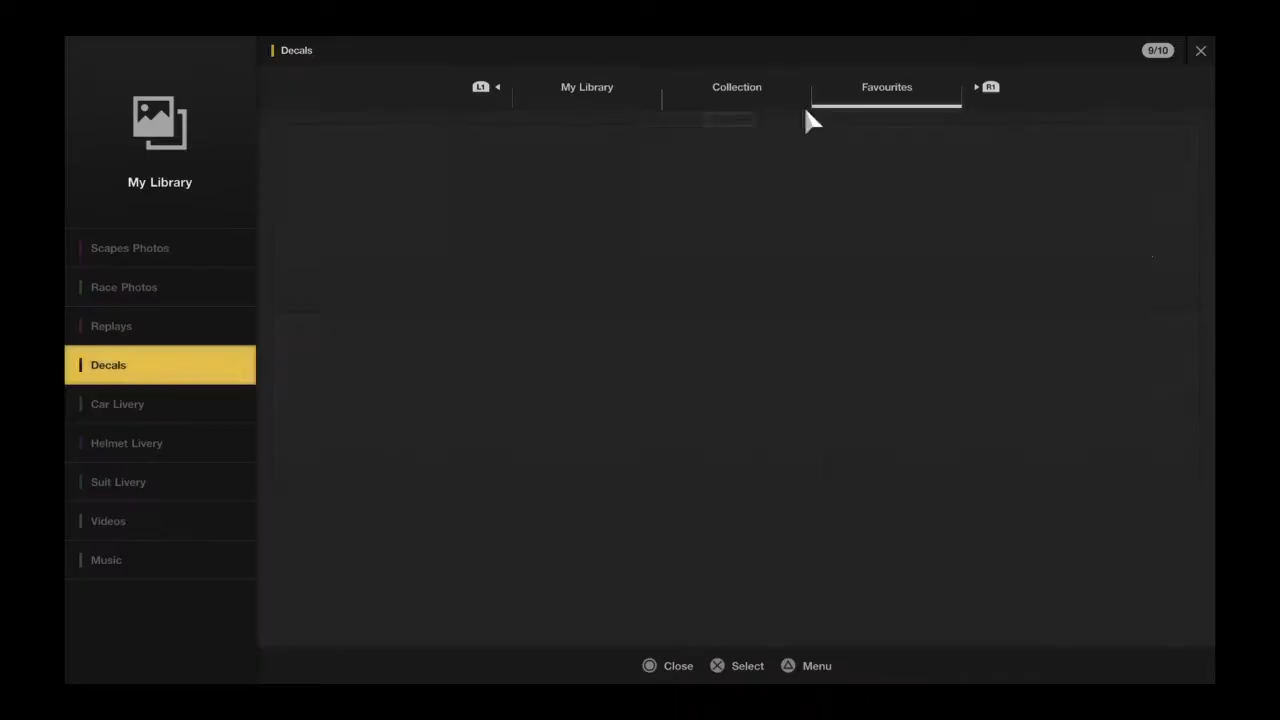 Decals
9/10
L1 My Library Collection Favourites R1
My Library
Scapes Photos
Race Photos
Replays
Decals
Car Livery
Helmet Livery
Suit Livery
Videos
Music
Close Select Menu